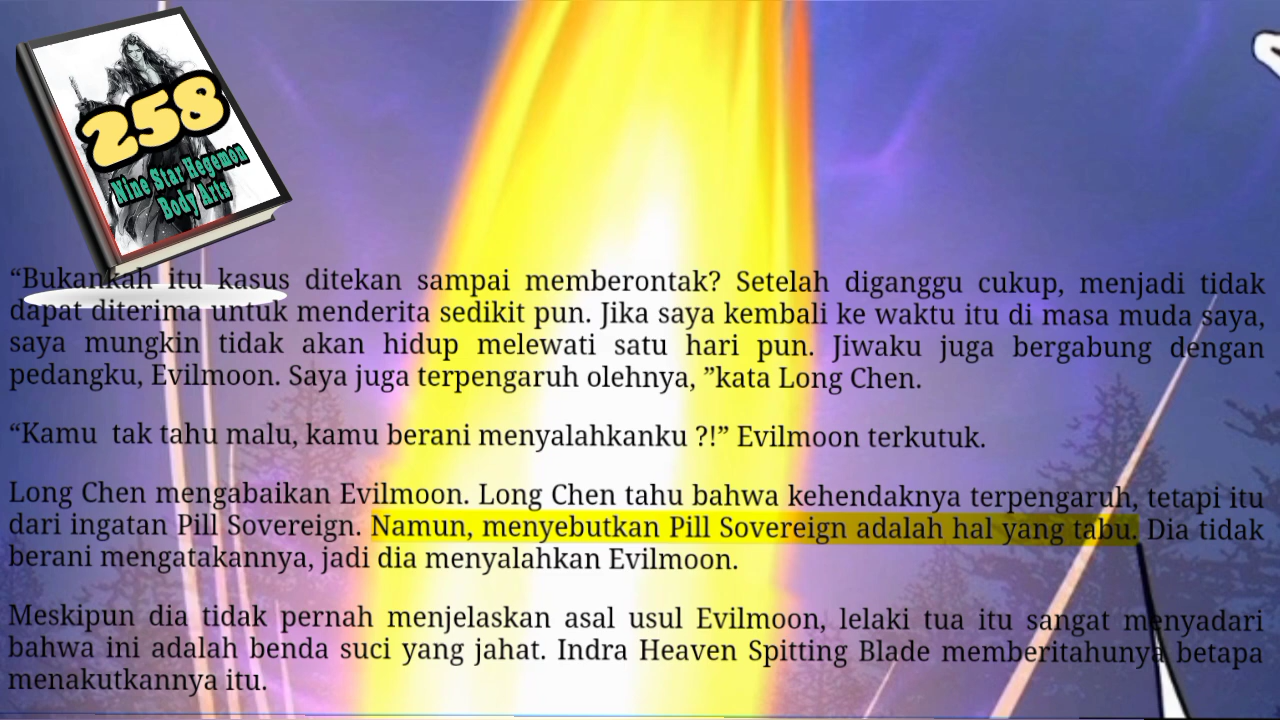 258
Nine Star Hegemon
Body Arts
“Bukankah itu kasus ditekan sampai memberontak? Setelah diganggu cukup, menjadi tidak
dapat diterima untuk menderita sedikit pun. Jika saya kembali ke waktu itu di masa muda saya,
saya mungkin tidak akan hidup melewati satu hari pun. Jiwaku juga bergabung dengan
pedangku, Evilmoon. Saya juga terpengaruh olehnya, ”kata Long Chen.
“Kamu  tak tahu malu, kamu berani menyalahkanku ?!” Evilmoon terkutuk.
Long Chen mengabaikan Evilmoon. Long Chen tahu bahwa kehendaknya terpengaruh, tetapi itu
dari ingatan Pill Sovereign. Namun, menyebutkan Pill Sovereign adalah hal yang tabu. Dia tidak
berani mengatakannya, jadi dia menyalahkan Evilmoon.
Meskipun dia tidak pernah menjelaskan asal usul Evilmoon, lelaki tua itu sangat menyadari
bahwa ini adalah benda suci yang jahat. Indra Heaven Spitting Blade memberitahunya betapa
menakutkannya itu.